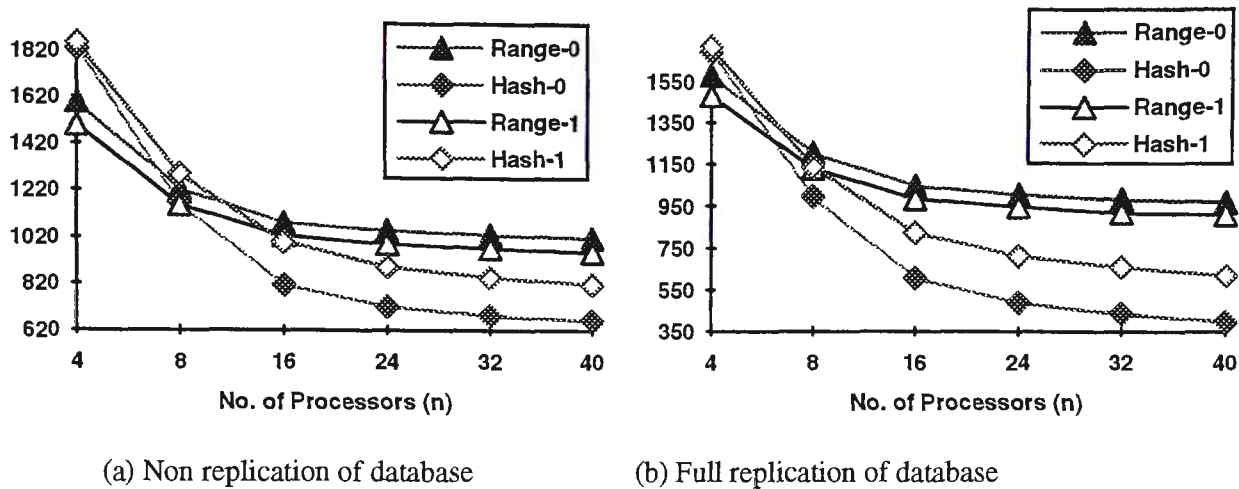 1820
1620
1420
1220
1020
820
620
4 8 16 24 32 40
No. of Processors (n)
Range-0
Hash-0
Range-1
Hash-1
(a) Non replication of database
1550
1350
1150
950
750
550
350
4 8 16 24 32 40
No. of Processors (n)
Range-0
Hash-0
Range-1
Hash-1
(b) Full replication of database